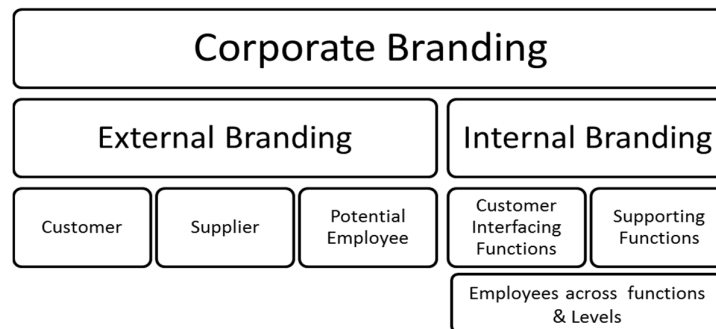 Corporate Branding
External Branding
Internal Branding
Customer
Supplier
Potential
Employee
Customer
Interfacing
Functions
Supporting
Functions
Employees across functions
& Levels